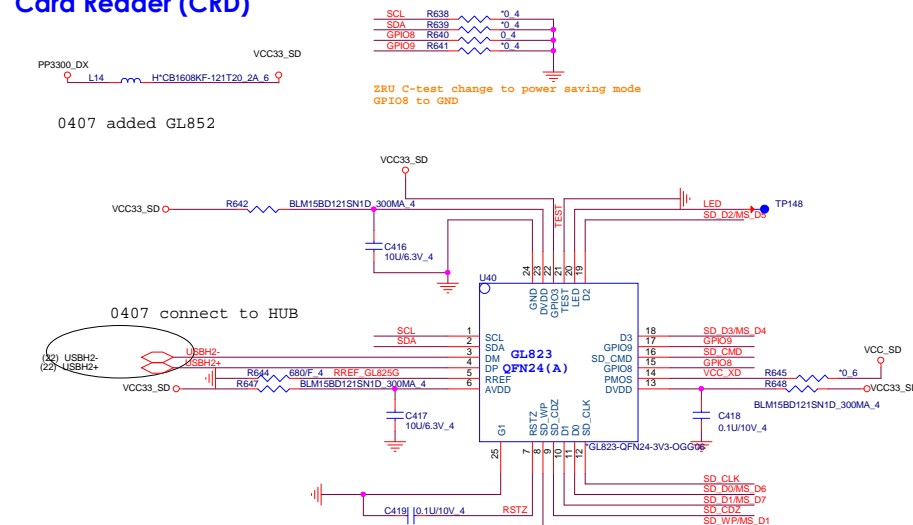 Card Reader (CRD)
SCL R638 *0_4
SDA R639 *0_4
GPIO8 R640 0_4
GPIO9 R641 *0_4
PP3300_DX
VCC33_SD
L14 H*CB1608KF-121T20_2A_6
ZRU C-test change to power saving mode
GPIO8 to GND
0407 added GL852
VCC33_SD
VCC33_SD
R642 BLM15BD121SN1D_300MA_4
LED
TP148
SD_D2/MS_D5
TEST
C416
10U/6.3V_4
24 23 22 21 20 19
U40
GND DVDD GPIO3 TEST LED D2
0407 connect to HUB
SCL 1 SCL
SDA 2 SDA
(22) USBH2- USBH2- 3 DM
(22) USBH2+ USBH2+ 4 DP
R644 680/F_4 RREF_GL825G 5 RREF
VCC33_SD R647 BLM15BD121SN1D_300MA_4 6 AVDD
GL823
QFN24(A)
D3 18 SD_D3/MS_D4
GPIO9 17 GPIO9
SD_CMD 16 SD_CMD
GPIO8 15 GPIO8
PMOS 14 VCC_XD R645 *0_6 VCC_SD
DVDD 13 R648 VCC33_SD
BLM15BD121SN1D_300MA_4
C417
10U/6.3V_4
C418
0.1U/10V_4
G1 RSTZ SD_WP SD_CDZ D1 D0 SD_CLK
25 7 8 9 10 11 12
*GL823-QFN24-3V3-OGG06
SD_CLK
SD_D0/MS_D6
SD_D1/MS_D7
SD_CDZ
SD_WP/MS_D1
C419 0.1U/10V_4 RSTZ